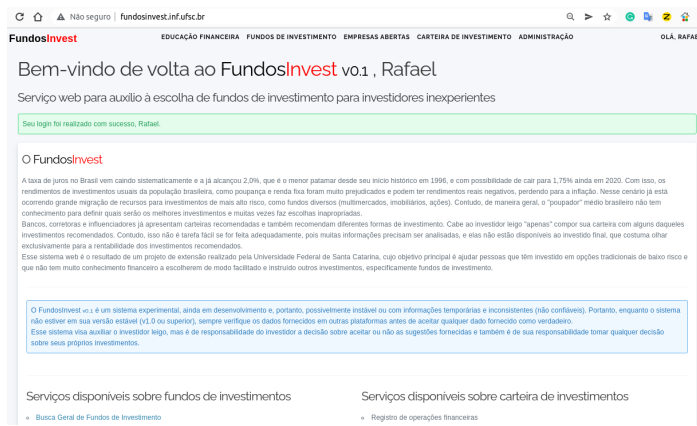 Não seguro | fundosinvest.inf.ufsc.br
FundosInvest EDUCAÇÃO FINANCEIRA FUNDOS DE INVESTIMENTO EMPRESAS ABERTAS CARTEIRA DE INVESTIMENTO ADMINISTRAÇÃO OLÁ, RAFAE
Bem-vindo de volta ao FundosInvest v0.1 , Rafael
Serviço web para auxílio à escolha de fundos de investimento para investidores inexperientes
Seu login foi realizado com sucesso, Rafael.
O FundosInvest
A taxa de juros no Brasil vem caindo sistematicamente e a já alcançou 2,0%, que é o menor patamar desde seu início histórico em 1996, e com possibilidade de cair para 1,75% ainda em 2020. Com isso, os
rendimentos de investimentos usuais da população brasileira, como poupança e renda fixa foram muito prejudicados e podem ter rendimentos reais negativos, perdendo para a inflação. Nesse cenário já está
ocorrendo grande migração de recursos para investimentos de mais alto risco, como fundos diversos (multimercados, imobiliários, ações). Contudo, de maneira geral, o "poupador" médio brasileiro não tem
conhecimento para definir quais serão os melhores investimentos e muitas vezes faz escolhas inapropriadas.
Bancos, corretoras e influenciadores já apresentam carteiras recomendadas e também recomendam diferentes formas de investimento. Cabe ao investidor leigo "apenas" compor sua carteira com alguns daqueles
investimentos recomendados. Contudo, isso não é tarefa fácil se for feita adequadamente, pois muitas informações precisam ser analisadas, e elas não estão disponíveis ao investido final, que costuma olhar
exclusivamente para a rentabilidade dos investimentos recomendados.
Esse sistema web é o resultado de um projeto de extensão realizado pela Universidade Federal de Santa Catarina, cujo objetivo principal é ajudar pessoas que têm investido em opções tradicionais de baixo risco e
que não tem muito conhecimento financeiro a escolherem de modo facilitado e instruído outros investimentos, especificamente fundos de investimento.
O FundosInvest v0.1 é um sistema experimental, ainda em desenvolvimento e, portanto, possivelmente instável ou com informações temporárias e inconsistentes (não confiáveis). Portanto, enquanto o sistema
não estiver em sua versão estável (v1.0 ou superior), sempre verifique os dados fornecidos em outras plataformas antes de aceitar qualquer dado fornecido como verdadeiro.
Esse sistema visa auxiliar o investidor leigo, mas é de responsabilidade do investidor a decisão sobre aceitar ou não as sugestões fornecidas e também é de sua responsabilidade tomar qualquer decisão
sobre seus próprios investimentos.
Serviços disponíveis sobre fundos de investimentos
Busca Geral de Fundos de Investimento
Serviços disponíveis sobre carteira de investimentos
Registro de operações financeiras